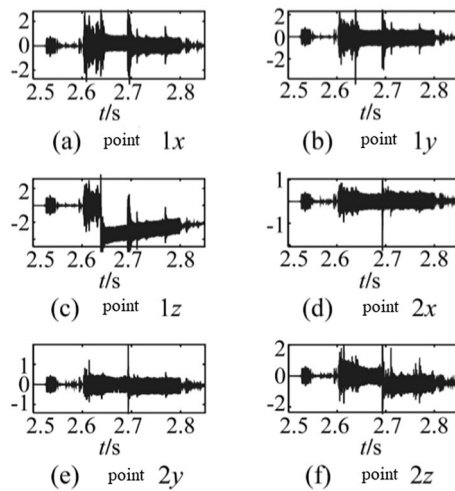 2 2
0 0
-2 -2
2.5 2.6 2.7 2.8 2.5 2.6 2.7 2.8
t/s t/s
(a) point 1x (b) point 1y
2 1
0
-2 -1
2.5 2.6 2.7 2.8 2.5 2.6 2.7 2.8
t/s t/s
(c) point 1z (d) point 2x
1 2
0 0
-1 -2
2.5 2.6 2.7 2.8 2.5 2.6 2.7 2.8
t/s t/s
(e) point 2y (f) point 2z